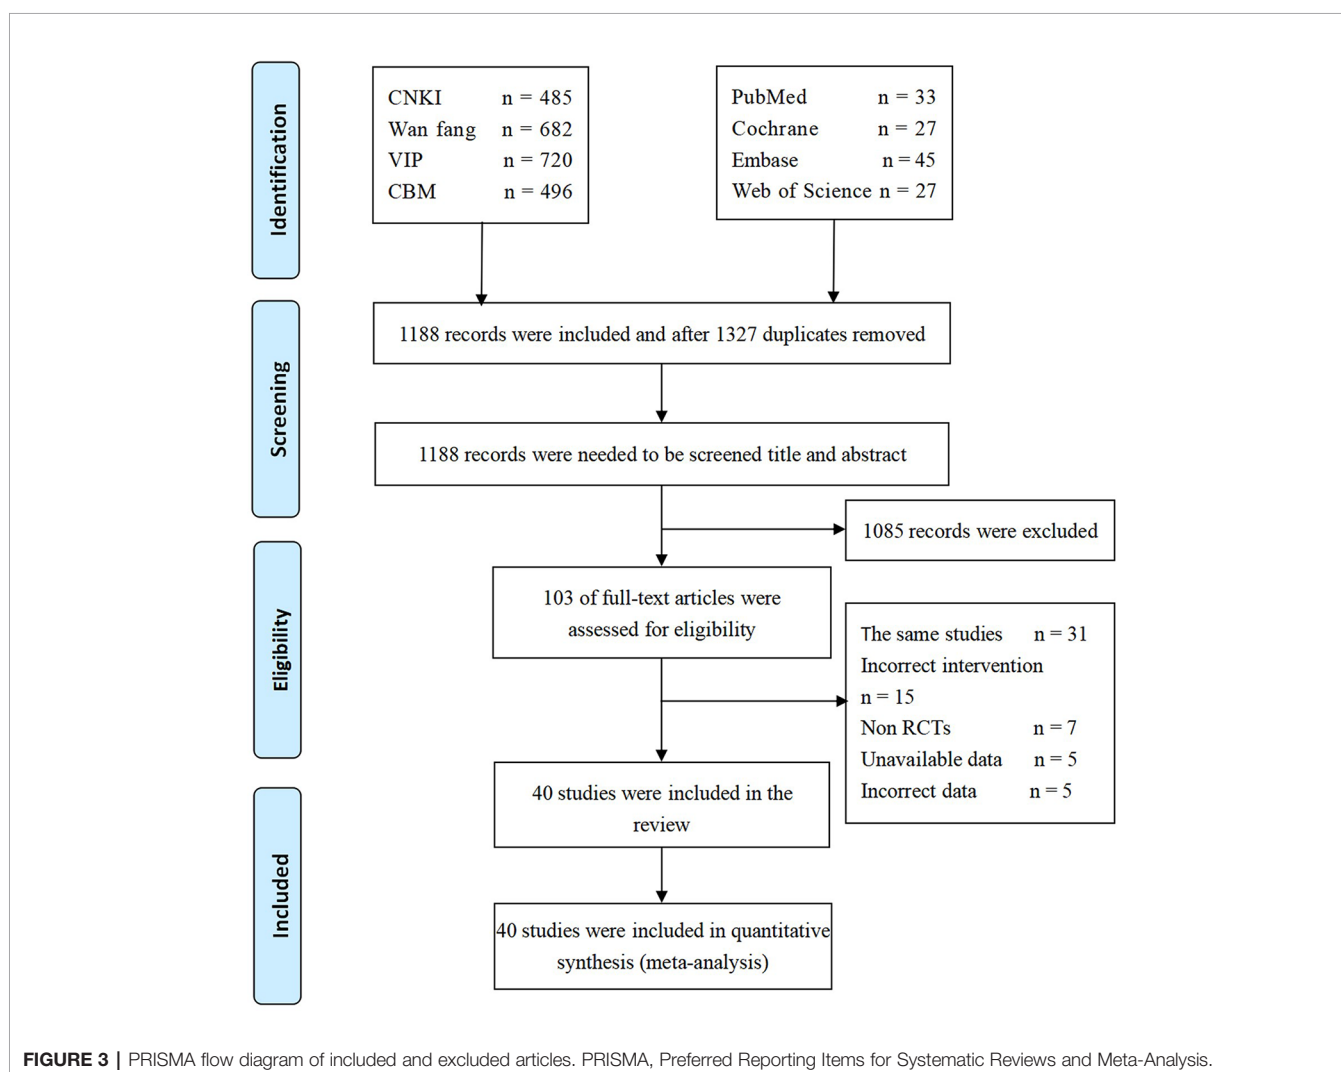 Identification
CNKI n = 485
Wan fang n = 682
VIP n = 720
CBM n = 496
PubMed n = 33
Cochrane n = 27
Embase n = 45
Web of Science n = 27
Screening
1188 records were included and after 1327 duplicates removed
1188 records were needed to be screened title and abstract
1085 records were excluded
Eligibility
103 of full-text articles were
assessed for eligibility
The same studies n = 31
Incorrect intervention
n = 15
Non RCTs n = 7
Unavailable data n = 5
Incorrect data n = 5
Included
40 studies were included in the
review
40 studies were included in quantitative
synthesis (meta-analysis)
FIGURE 3 | PRISMA flow diagram of included and excluded articles. PRISMA, Preferred Reporting Items for Systematic Reviews and Meta-Analysis.